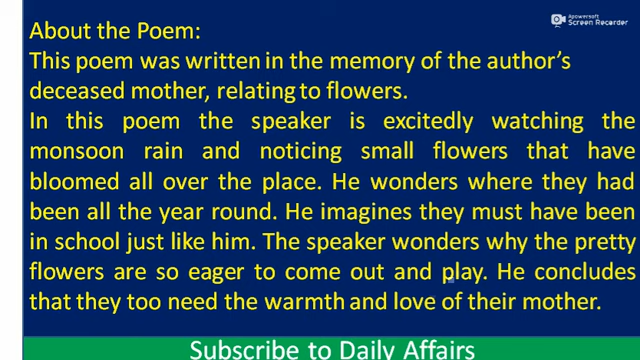 Apowersoft
Screen Recorder
About the Poem:
This poem was written in the memory of the author's
deceased mother, relating to flowers.
In this poem the speaker is excitedly watching the
monsoon rain and noticing small flowers that have
bloomed all over the place. He wonders where they had
been all the year round. He imagines they must have been
in school just like him. The speaker wonders why the pretty
flowers are so eager to come out and play. He concludes
that they too need the warmth and love of their mother.
Subscribe to Daily Affairs